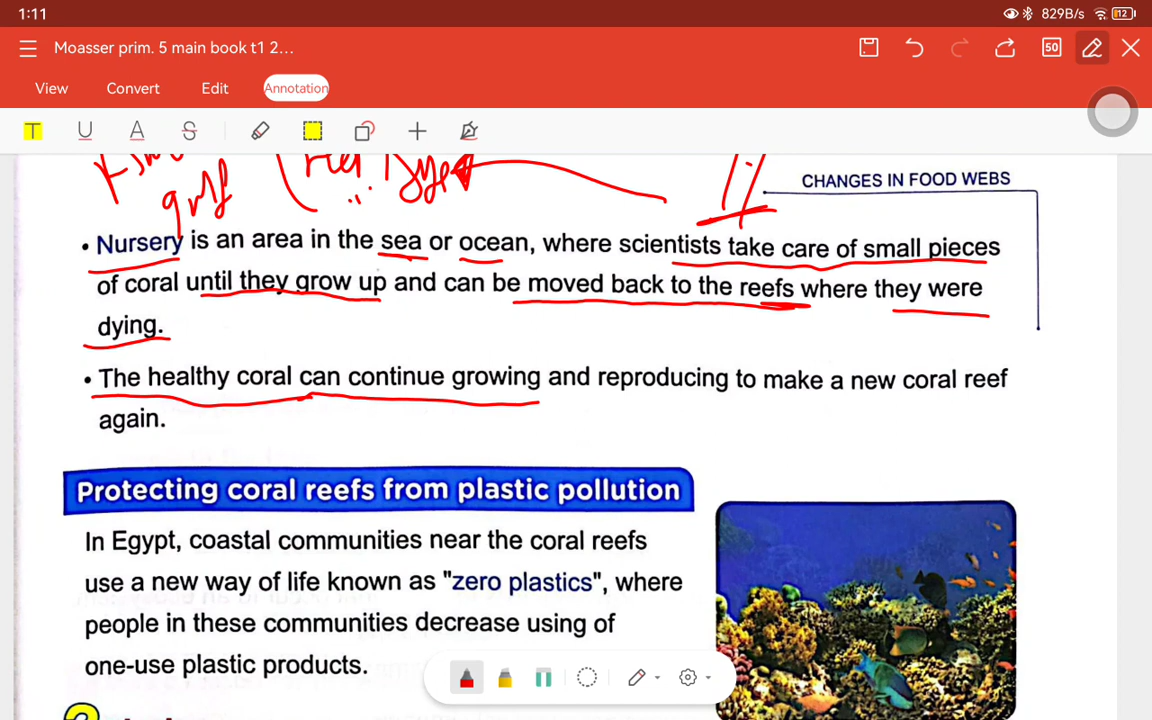 1:11
829B/s
12
Moasser prim. 5 main book t1 2...
50
View Convert Edit Annotation
T U A S
CHANGES IN FOOD WEBS
• Nursery is an area in the sea or ocean, where scientists take care of small pieces
of coral until they grow up and can be moved back to the reefs where they were
dying.
• The healthy coral can continue growing and reproducing to make a new coral reef
again.
Protecting coral reefs from plastic pollution
In Egypt, coastal communities near the coral reefs
use a new way of life known as "zero plastics", where
people in these communities decrease using of
one-use plastic products.